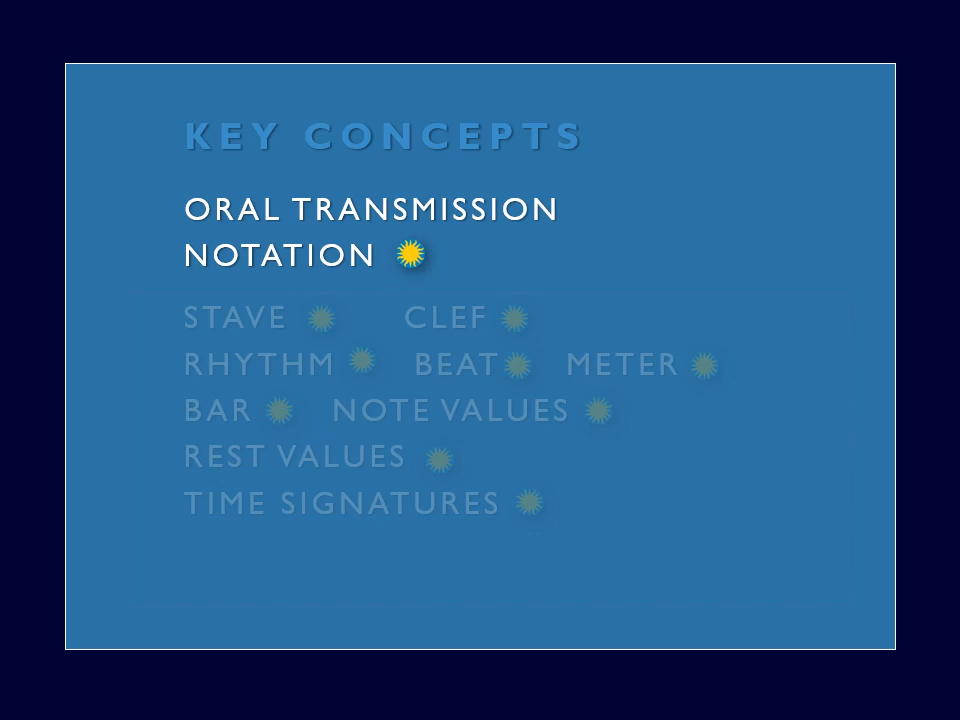 KEY CONCEPTS
ORAL TRANSMISSION
NOTATION
STAVE CLEF
RHYTHM BEAT METER
BAR NOTE VALUES
REST VALUES
TIME SIGNATURES